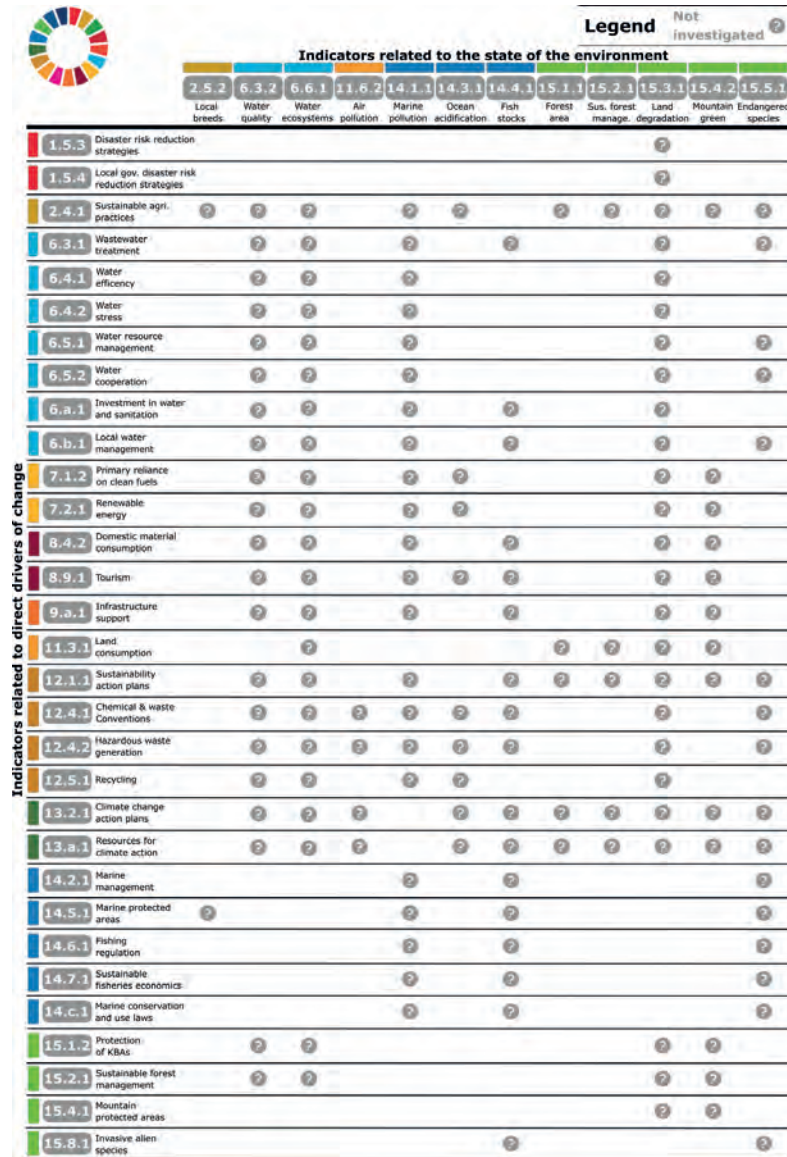 Legend Not investigated ?
Indicators related to the state of the environment
2.5.2 6.3.2 6.6.1 11.6.2 14.1.1 14.3.1 14.4.1 15.1.1 15.2.1 15.3.1 15.4.2 15.5.1
Local Water Water Air Marine Ocean Fish Forest Sus. forest Land Mountain Endangered
breeds quality ecosystems pollution pollution acidification stocks area manage. degradation green species
Indicators related to direct drivers of change
1.5.3 Disaster risk reduction strategies ?
1.5.4 Local gov. disaster risk reduction strategies ?
2.4.1 Sustainable agri. practices ? ? ? ? ? ? ? ? ? ?
6.3.1 Wastewater treatment ? ? ? ? ? ?
6.4.1 Water efficency ? ? ? ?
6.4.2 Water stress ? ? ? ?
6.5.1 Water resource management ? ? ? ? ?
6.5.2 Water cooperation ? ? ? ? ?
6.a.1 Investment in water and sanitation ? ? ? ? ?
6.b.1 Local water management ? ? ? ? ? ?
7.1.2 Primary reliance on clean fuels ? ? ? ? ? ?
7.2.1 Renewable energy ? ? ? ? ? ?
8.4.2 Domestic material consumption ? ? ? ? ? ?
8.9.1 Tourism ? ? ? ? ? ? ?
9.a.1 Infrastructure support ? ? ? ? ? ?
11.3.1 Land consumption ? ? ? ? ?
12.1.1 Sustainability action plans ? ? ? ? ? ? ? ? ?
12.4.1 Chemical & waste Conventions ? ? ? ? ? ? ? ?
12.4.2 Hazardous waste generation ? ? ? ? ? ? ? ?
12.5.1 Recycling ? ? ? ? ?
13.2.1 Climate change action plans ? ? ? ? ? ? ? ? ? ?
13.a.1 Resources for climate action ? ? ? ? ? ? ? ? ? ?
14.2.1 Marine management ? ? ?
14.5.1 Marine protected areas ? ? ? ?
14.6.1 Fishing regulation ? ? ?
14.7.1 Sustainable fisheries economics ? ? ?
14.c.1 Marine conservation and use laws ? ? ?
15.1.2 Protection of KBAs ? ? ? ?
15.2.1 Sustainable forest management ? ? ? ?
15.4.1 Mountain protected areas ? ?
15.8.1 Invasive alien species ? ?